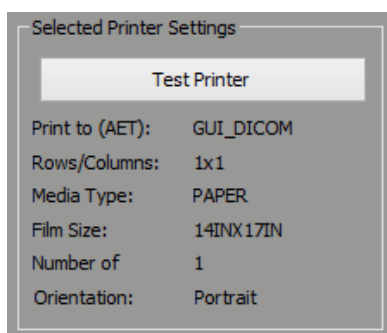 Selected Printer Settings
Test Printer
Print to (AET): GUI_DICOM
Rows/Columns: 1x1
Media Type: PAPER
Film Size: 14INX17IN
Number of 1
Orientation: Portrait